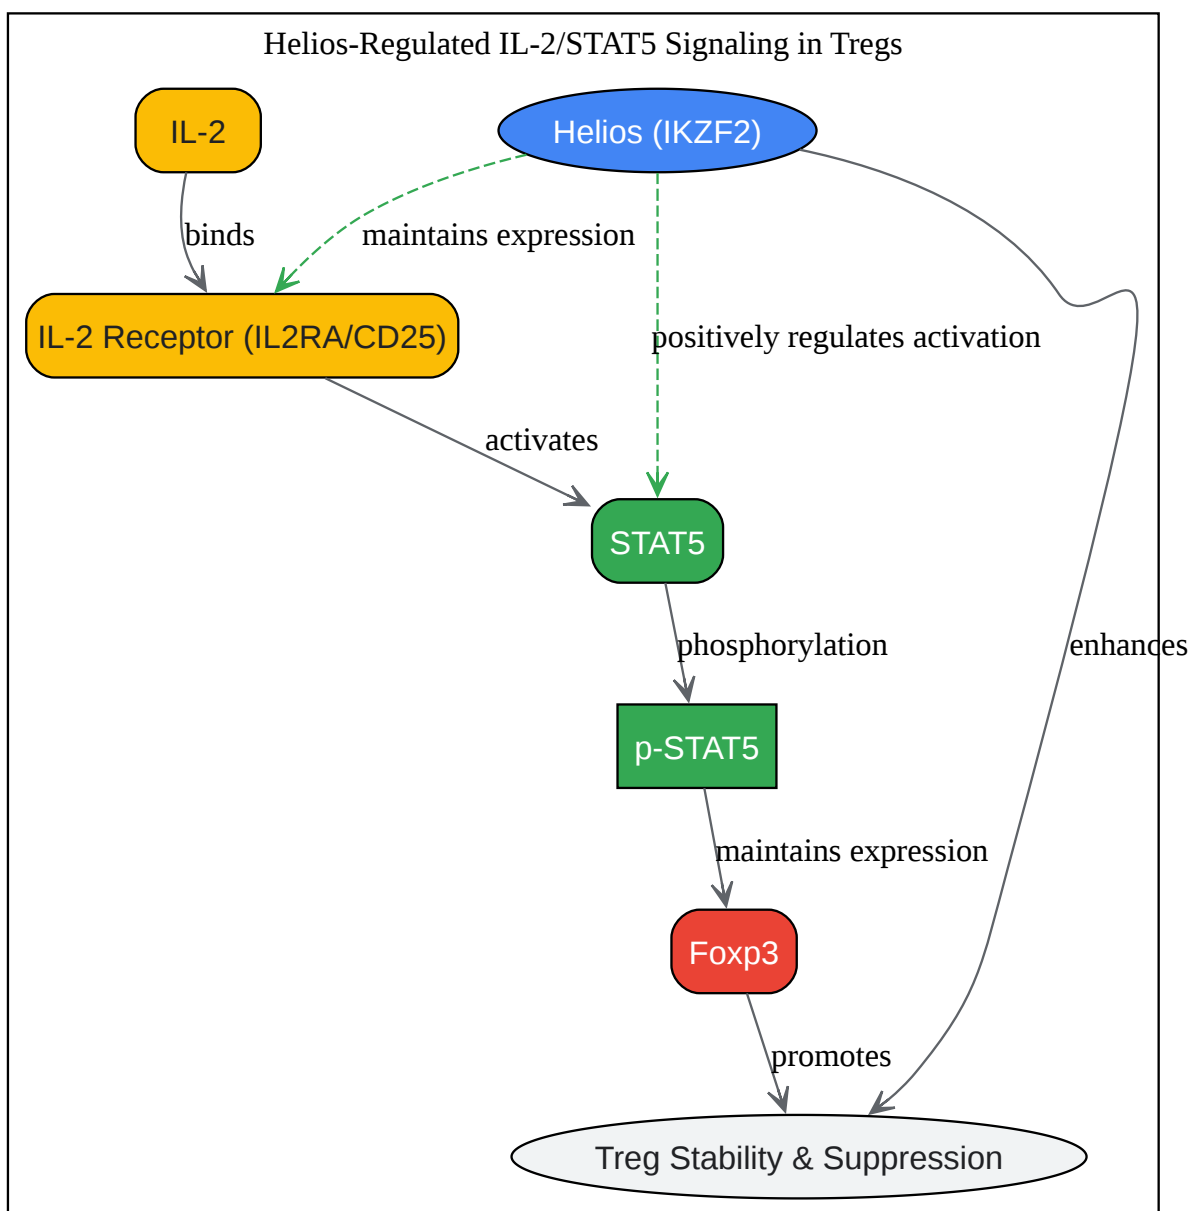 Helios-Regulated IL-2/STAT5 Signaling in Tregs
IL-2
Helios (IKZF2)
binds
maintains expression
IL-2 Receptor (IL2RA/CD25)
positively regulates activation
activates
STAT5
phosphorylation
enhances
p-STAT5
maintains expression
Foxp3
promotes
Treg Stability & Suppression